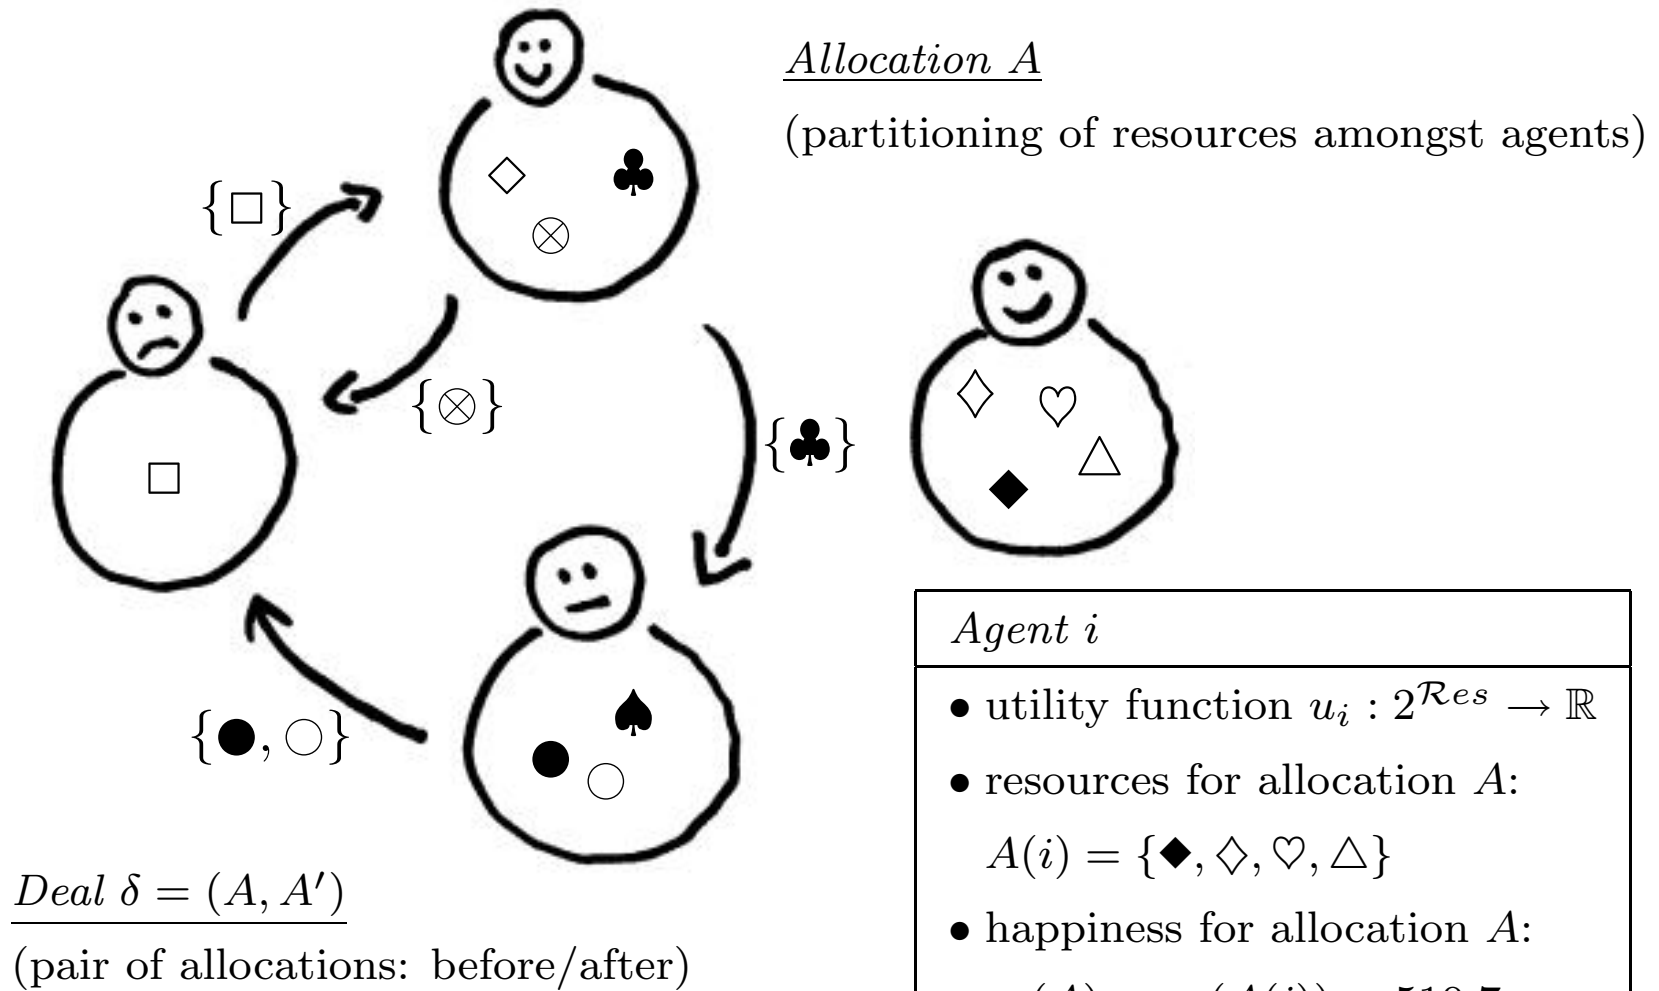 Allocation A
(partitioning of resources amongst agents)
{□}
{⊗}
{♣}
{●, ○}
Deal δ = (A, A′)
(pair of allocations: before/after)
Agent i
• utility function uᵢ : 2^ℛes → ℝ
• resources for allocation A:
A(i) = {◆, ♢, ♡, △}
• happiness for allocation A: